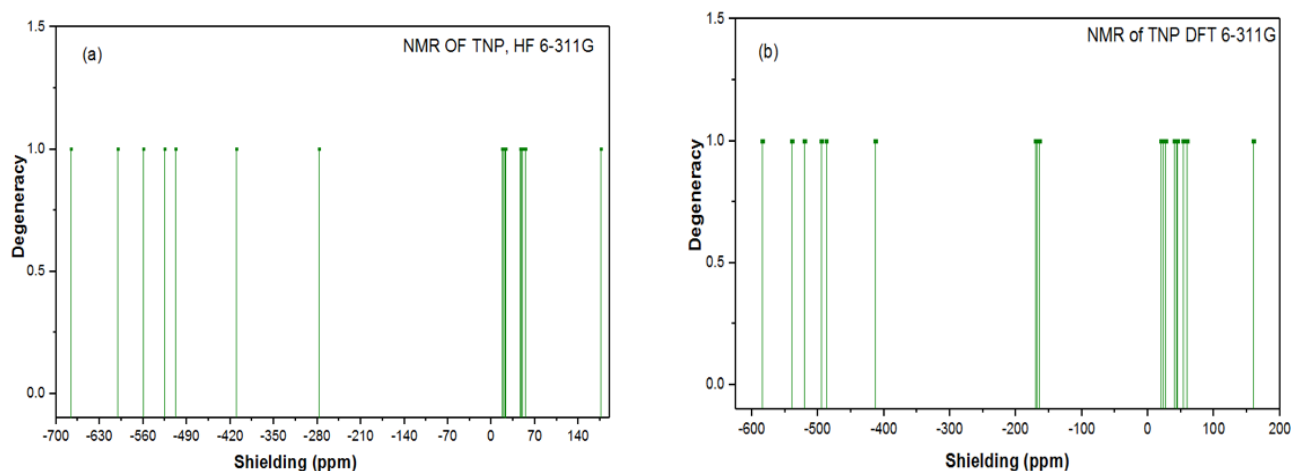 (a)
NMR OF TNP, HF 6-311G
1.5
1.0
0.5
0.0
Degeneracy
-700 -630 -560 -490 -420 -350 -280 -210 -140 -70 0 70 140
Shielding (ppm)
(b)
NMR of TNP DFT 6-311G
1.5
1.0
0.5
0.0
Degeneracy
-600 -500 -400 -300 -200 -100 0 100 200
Shielding (ppm)